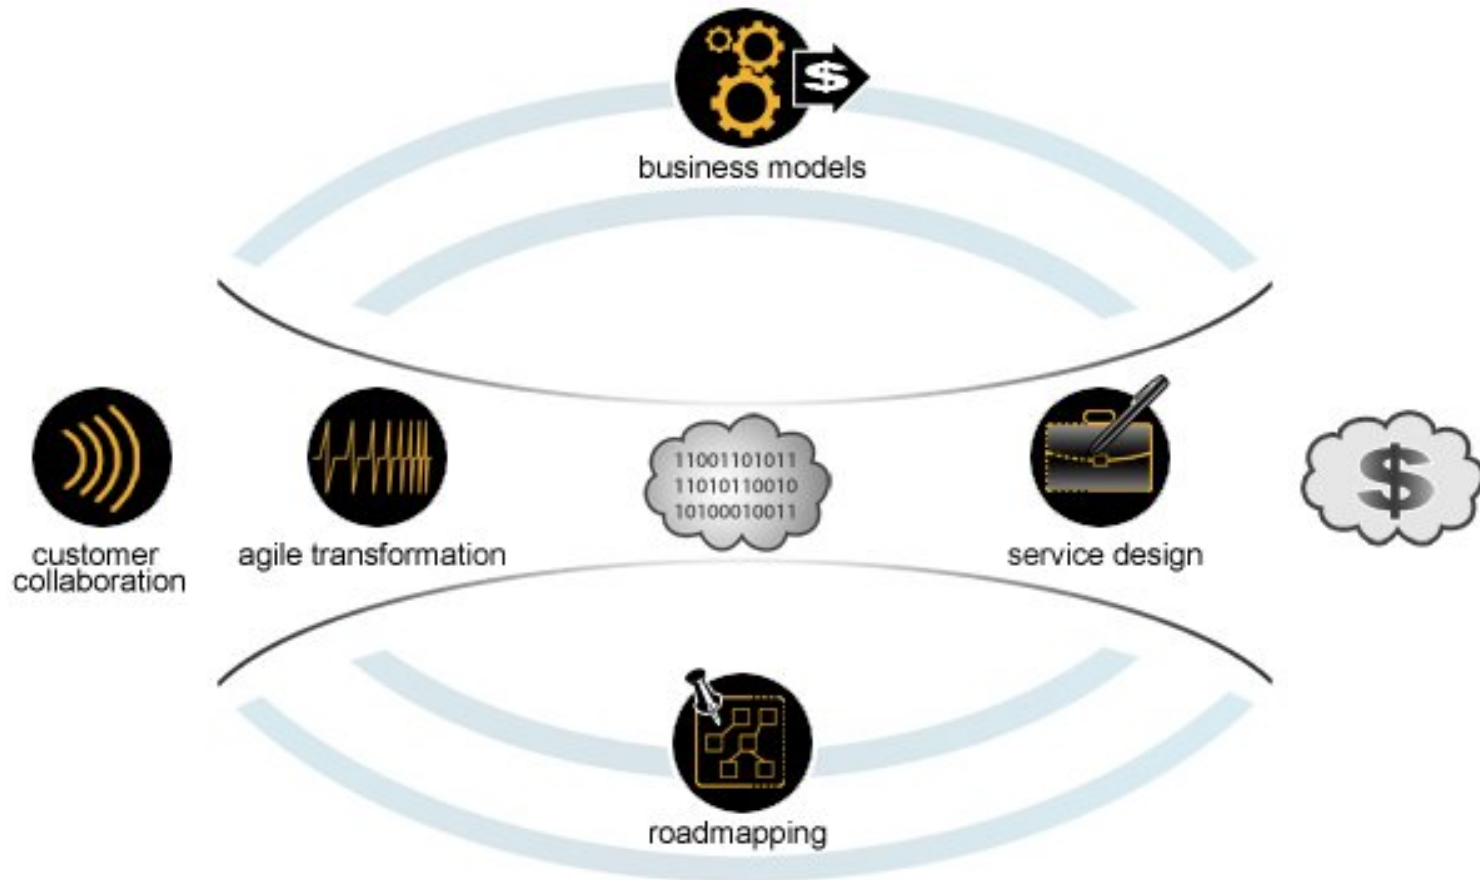 $
business models
customer
collaboration
agile transformation
11001101011
11010110010
10100010011
service design
$
roadmapping